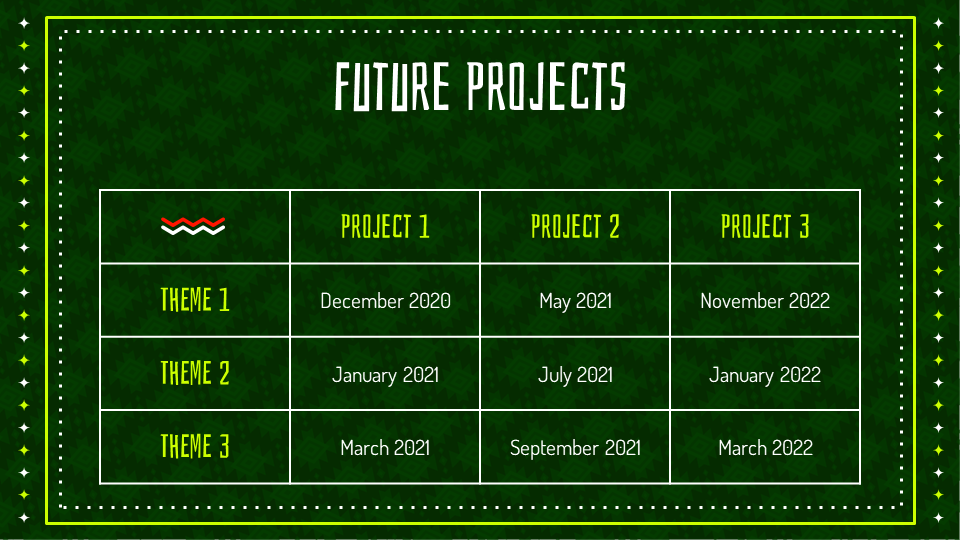 FUTURE PROJECTS
PROJECT 1 PROJECT 2 PROJECT 3
THEME 1 December 2020 May 2021 November 2022
THEME 2 January 2021 July 2021 January 2022
THEME 3 March 2021 September 2021 March 2022